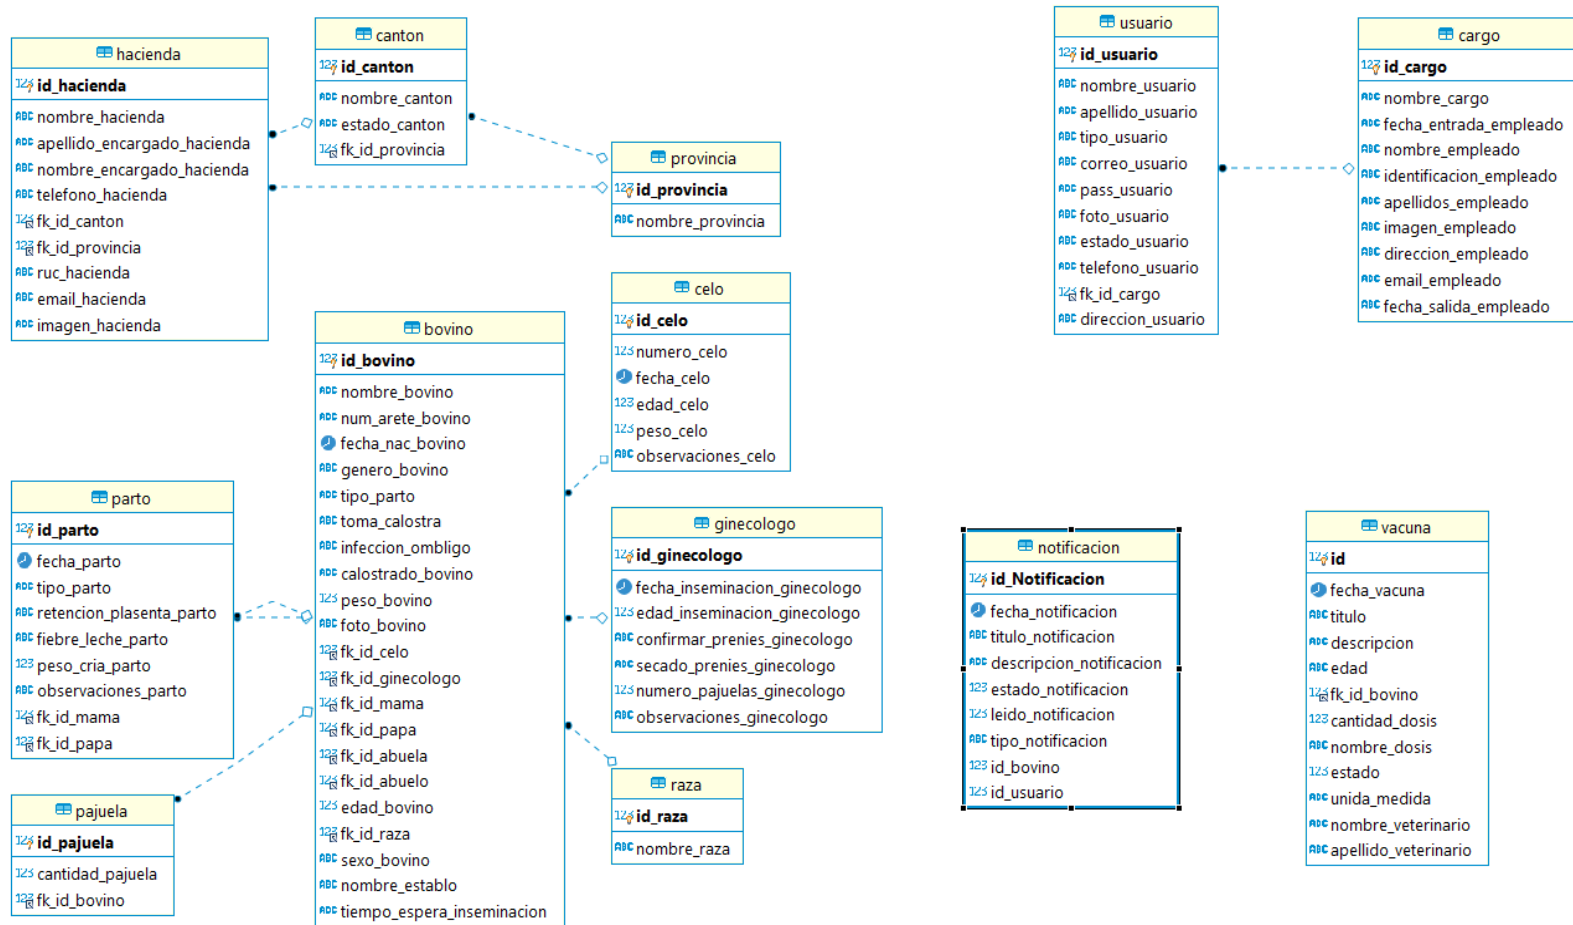 hacienda
id_hacienda
nombre_hacienda
apellido_encargado_hacienda
nombre_encargado_hacienda
telefono_hacienda
fk_id_canton
fk_id_provincia
ruc_hacienda
email_hacienda
imagen_hacienda
canton
id_canton
nombre_canton
estado_canton
fk_id_provincia
provincia
id_provincia
nombre_provincia
usuario
id_usuario
nombre_usuario
apellido_usuario
tipo_usuario
correo_usuario
pass_usuario
foto_usuario
estado_usuario
telefono_usuario
fk_id_cargo
direccion_usuario
cargo
id_cargo
nombre_cargo
fecha_entrada_empleado
nombre_empleado
identificacion_empleado
apellidos_empleado
imagen_empleado
direccion_empleado
email_empleado
fecha_salida_empleado
celo
id_celo
numero_celo
fecha_celo
edad_celo
peso_celo
observaciones_celo
bovino
id_bovino
nombre_bovino
num_arete_bovino
fecha_nac_bovino
genero_bovino
tipo_parto
toma_calostra
infeccion_ombligo
calostrado_bovino
peso_bovino
foto_bovino
fk_id_celo
fk_id_ginecologo
fk_id_mama
fk_id_papa
fk_id_abuela
fk_id_abuelo
edad_bovino
fk_id_raza
sexo_bovino
nombre_establo
tiempo_espera_inseminacion
parto
id_parto
fecha_parto
tipo_parto
retencion_plasenta_parto
fiebre_leche_parto
peso_cria_parto
observaciones_parto
fk_id_mama
fk_id_papa
pajuela
id_pajuela
cantidad_pajuela
fk_id_bovino
ginecologo
id_ginecologo
fecha_inseminacion_ginecologo
edad_inseminacion_ginecologo
confirmar_prenies_ginecologo
secado_prenies_ginecologo
numero_pajuelas_ginecologo
observaciones_ginecologo
raza
id_raza
nombre_raza
notificacion
id_Notificacion
fecha_notificacion
titulo_notificacion
descripcion_notificacion
estado_notificacion
leido_notificacion
tipo_notificacion
id_bovino
id_usuario
vacuna
id
fecha_vacuna
titulo
descripcion
edad
fk_id_bovino
cantidad_dosis
nombre_dosis
estado
unida_medida
nombre_veterinario
apellido_veterinario